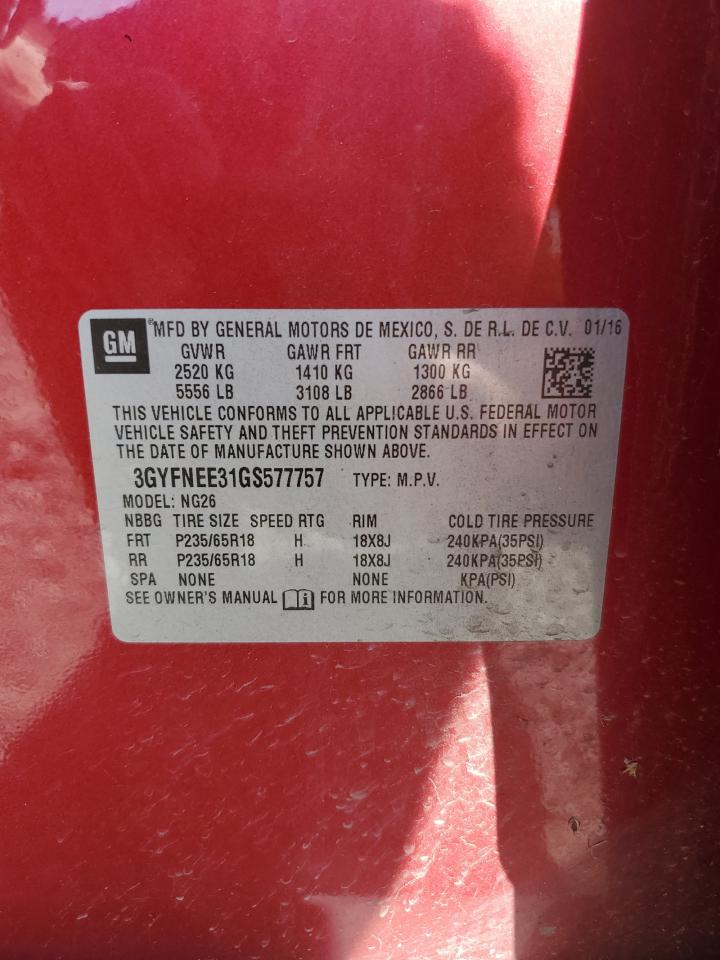 GM ® MFD BY GENERAL MOTORS DE MEXICO, S. DE R.L. DE C.V. 01/16
GVWR GAWR FRT GAWR RR
2520 KG 1410 KG 1300 KG
5556 LB 3108 LB 2866 LB
THIS VEHICLE CONFORMS TO ALL APPLICABLE U.S. FEDERAL MOTOR
VEHICLE SAFETY AND THEFT PREVENTION STANDARDS IN EFFECT ON
THE DATE OF MANUFACTURE SHOWN ABOVE.
3GYFNEE31GS577757 TYPE: M.P.V.
MODEL: NG26
NBBG TIRE SIZE SPEED RTG RIM COLD TIRE PRESSURE
FRT P235/65R18 H 18X8J 240KPA(35PSI)
RR P235/65R18 H 18X8J 240KPA(35PSI)
SPA NONE NONE KPA(PSI)
SEE OWNER'S MANUAL FOR MORE INFORMATION.